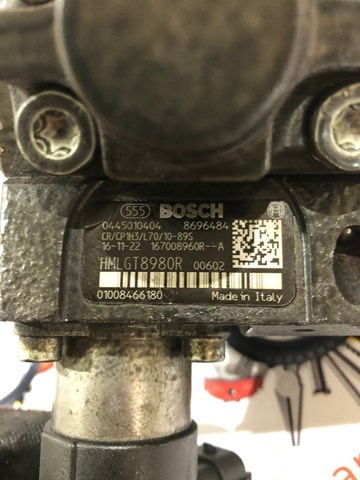 555 BOSCH
0445010404 8696484
CR/CP1H3/L70/10-89S
16-11-22 167008960R--A
HMLGT8980R 00602
01008466180 Made in Italy